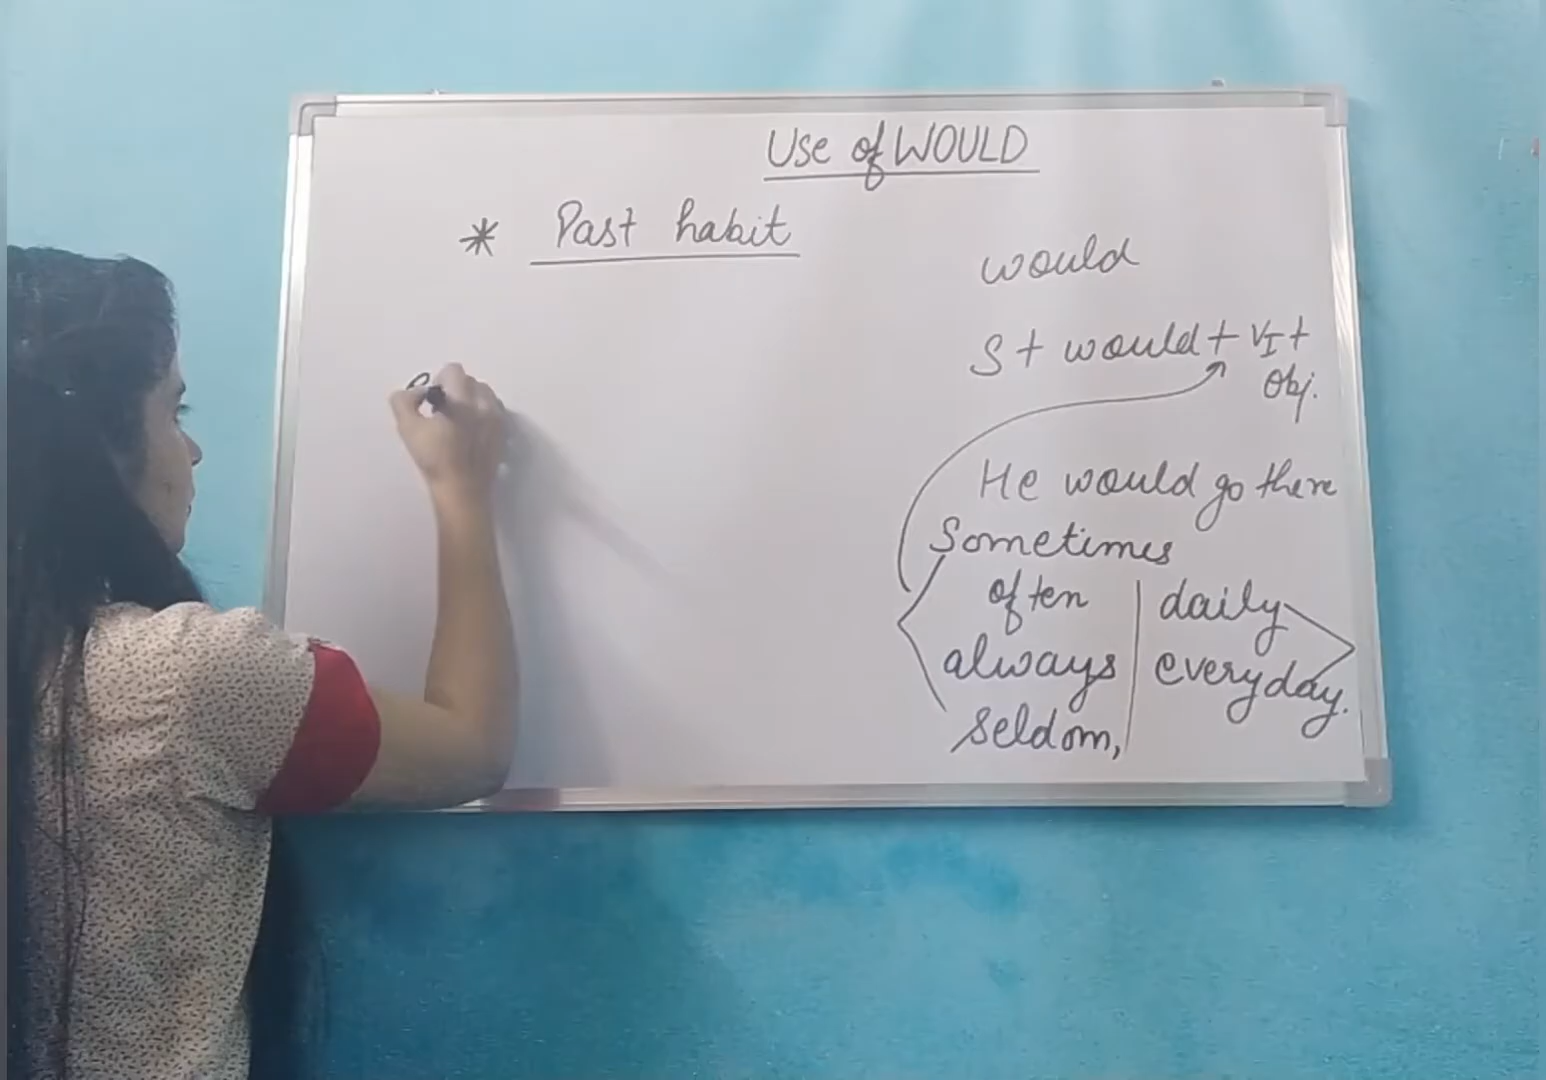 Use of WOULD
* Past habit
would
S + would + V1 +
Obj.
He would go there
Sometimes
often
always
seldom,
daily
everyday.